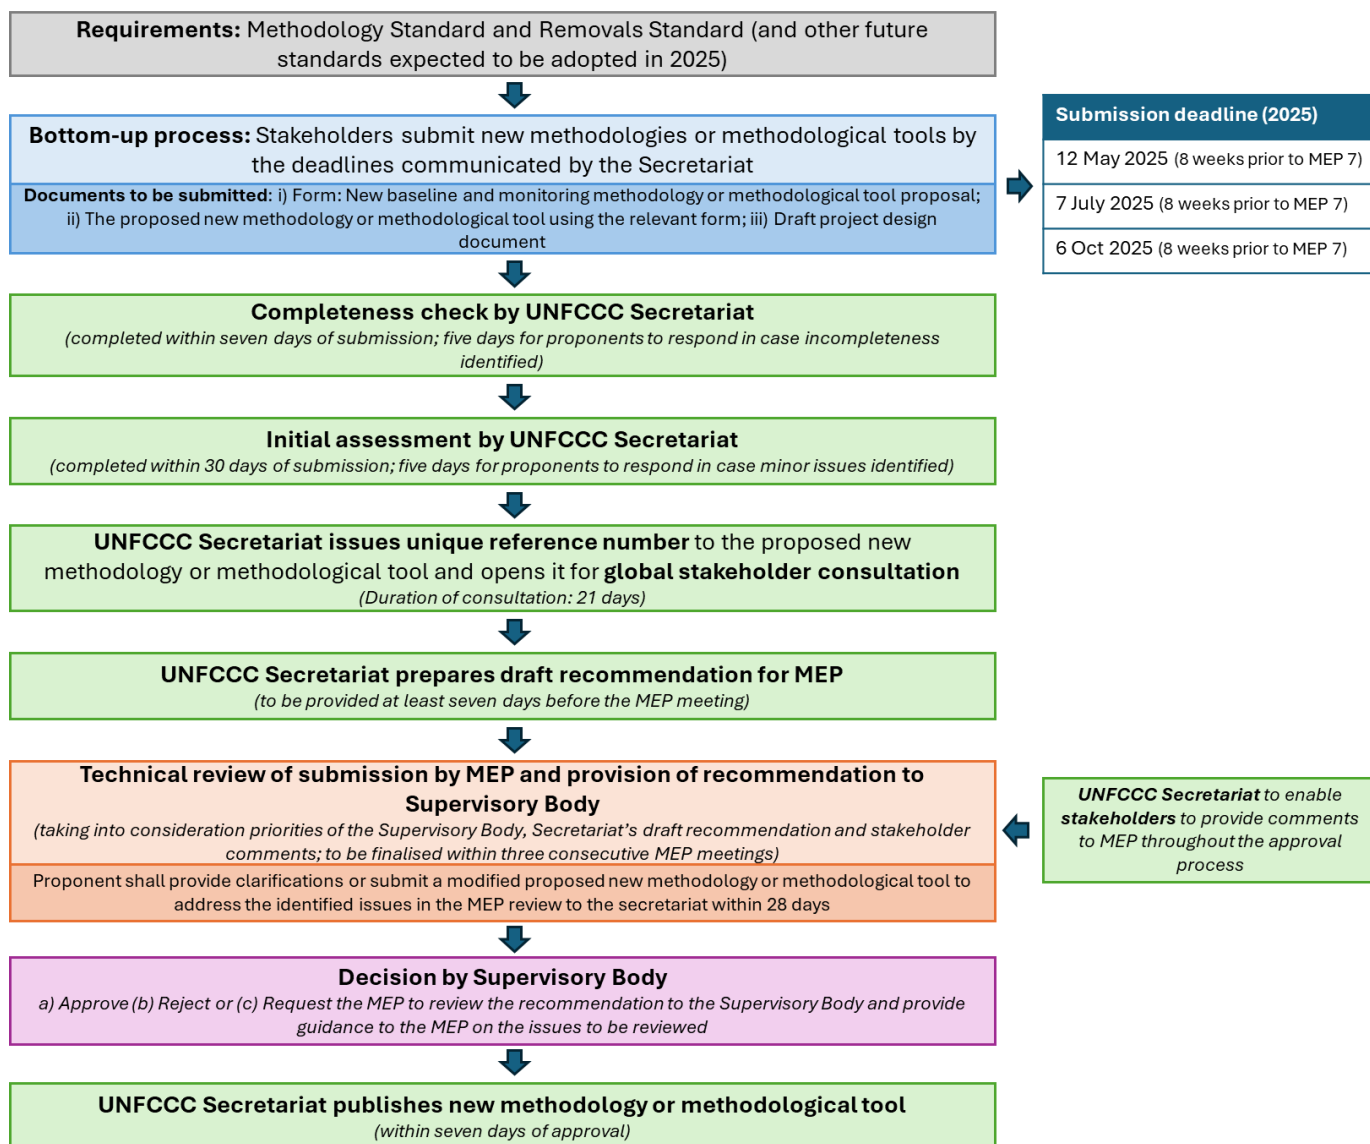 Requirements: Methodology Standard and Removals Standard (and other future
standards expected to be adopted in 2025)
Bottom-up process: Stakeholders submit new methodologies or methodological tools by
the deadlines communicated by the Secretariat
Documents to be submitted: i) Form: New baseline and monitoring methodology or methodological tool proposal;
ii) The proposed new methodology or methodological tool using the relevant form; iii) Draft project design
document
Submission deadline (2025)
12 May 2025 (8 weeks prior to MEP 7)
7 July 2025 (8 weeks prior to MEP 7)
6 Oct 2025 (8 weeks prior to MEP 7)
Completeness check by UNFCCC Secretariat
(completed within seven days of submission; five days for proponents to respond in case incompleteness
identified)
Initial assessment by UNFCCC Secretariat
(completed within 30 days of submission; five days for proponents to respond in case minor issues identified)
UNFCCC Secretariat issues unique reference number to the proposed new
methodology or methodological tool and opens it for global stakeholder consultation
(Duration of consultation: 21 days)
UNFCCC Secretariat prepares draft recommendation for MEP
(to be provided at least seven days before the MEP meeting)
Technical review of submission by MEP and provision of recommendation to
Supervisory Body
(taking into consideration priorities of the Supervisory Body, Secretariat's draft recommendation and stakeholder
comments; to be finalised within three consecutive MEP meetings)
Proponent shall provide clarifications or submit a modified proposed new methodology or methodological tool to
address the identified issues in the MEP review to the secretariat within 28 days
UNFCCC Secretariat to enable
stakeholders to provide comments
to MEP throughout the approval
process
Decision by Supervisory Body
a) Approve (b) Reject or (c) Request the MEP to review the recommendation to the Supervisory Body and provide
guidance to the MEP on the issues to be reviewed
UNFCCC Secretariat publishes new methodology or methodological tool
(within seven days of approval)